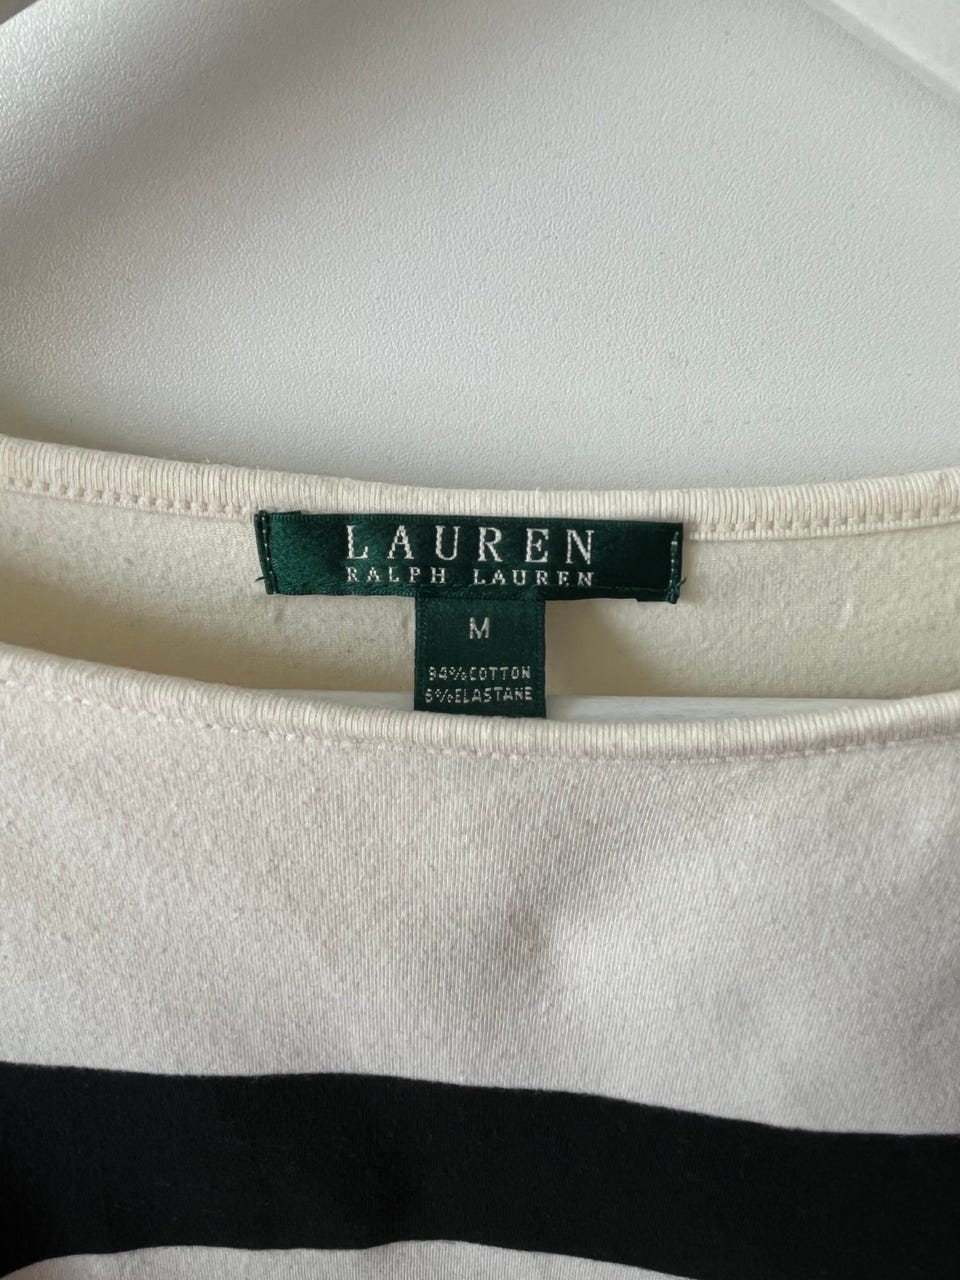 LAUREN
RALPH LAUREN
M
94%COTTON
6%ELASTANE